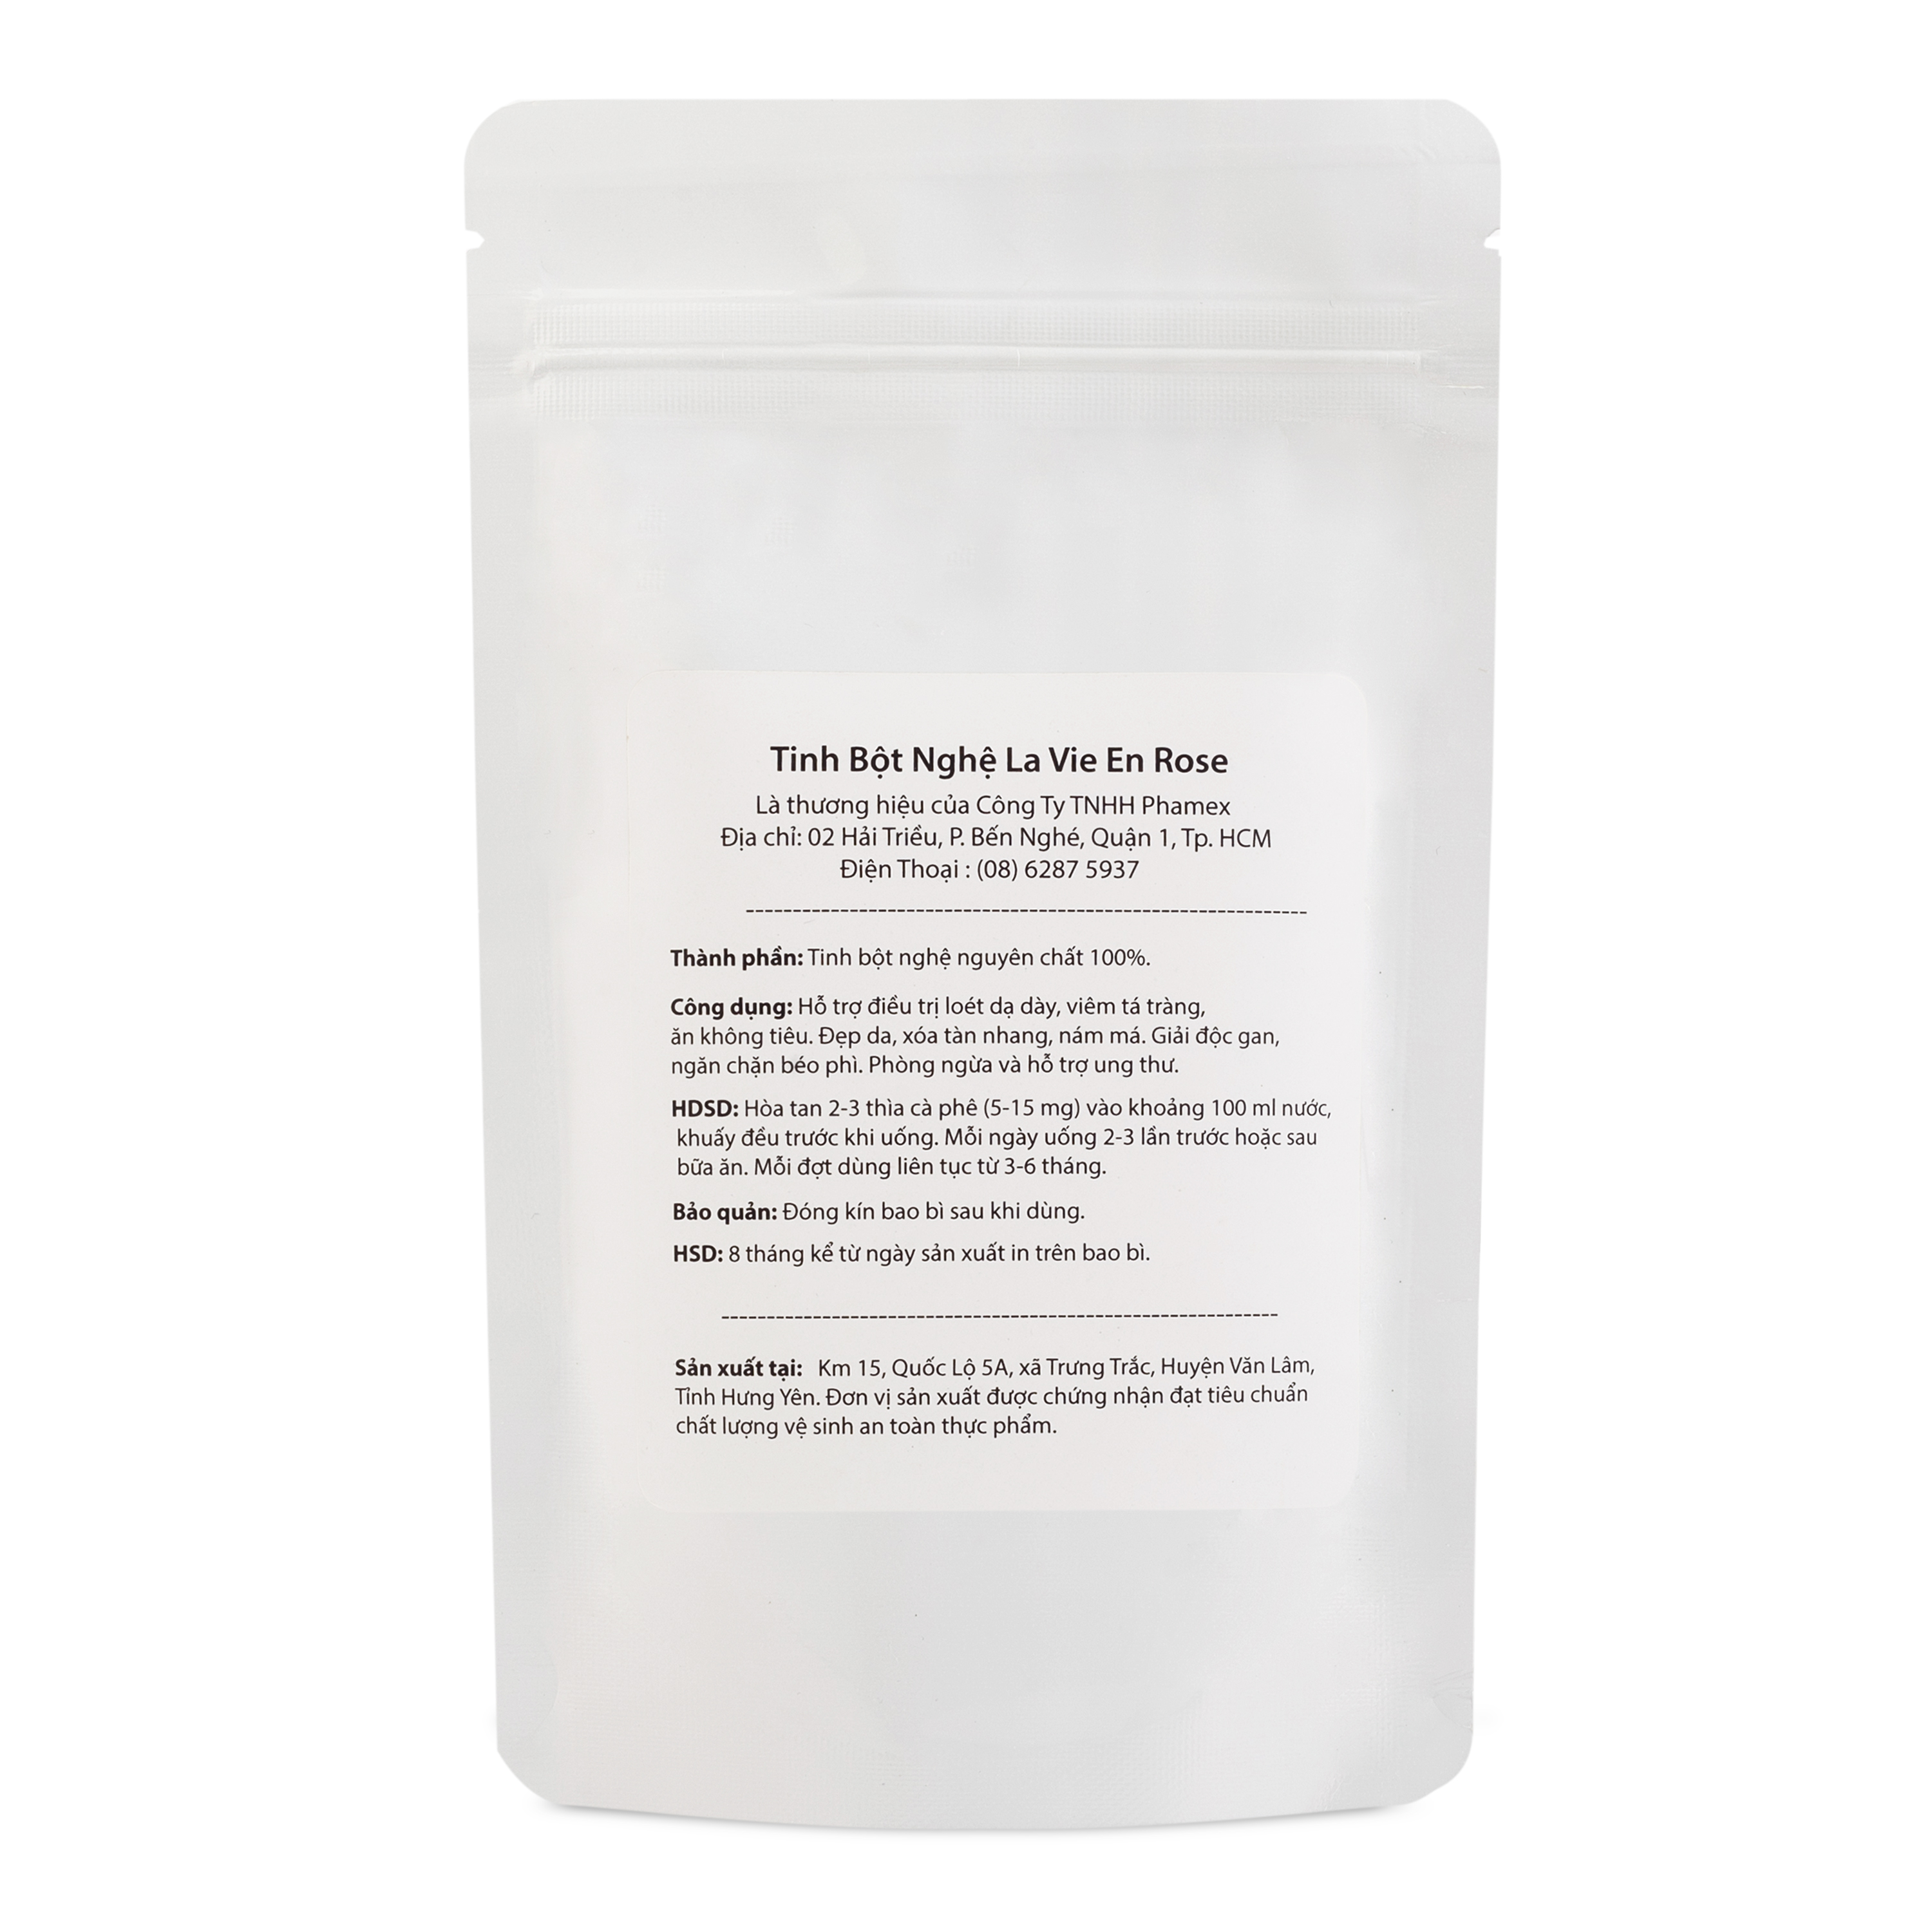 Tinh Bột Nghệ La Vie En Rose
Là thương hiệu của Công Ty TNHH Phamex
Địa chỉ: 02 Hải Triều, P. Bến Nghé, Quận 1, Tp. HCM
Điện Thoại : (08) 6287 5937
------------------------------------------------------------
Thành phần: Tinh bột nghệ nguyên chất 100%.
Công dụng: Hỗ trợ điều trị loét dạ dày, viêm tá tràng,
ăn không tiêu. Đẹp da, xóa tàn nhang, nám má. Giải độc gan,
ngăn chặn béo phì. Phòng ngừa và hỗ trợ ung thư.
HDSD: Hòa tan 2-3 thìa cà phê (5-15 mg) vào khoảng 100 ml nước,
khuấy đều trước khi uống. Mỗi ngày uống 2-3 lần trước hoặc sau
bữa ăn. Mỗi đợt dùng liên tục từ 3-6 tháng.
Bảo quản: Đóng kín bao bì sau khi dùng.
HSD: 8 tháng kể từ ngày sản xuất in trên bao bì.
------------------------------------------------------------
Sản xuất tại: Km 15, Quốc Lộ 5A, xã Trưng Trắc, Huyện Văn Lâm,
Tỉnh Hưng Yên. Đơn vị sản xuất được chứng nhận đạt tiêu chuẩn
chất lượng vệ sinh an toàn thực phẩm.